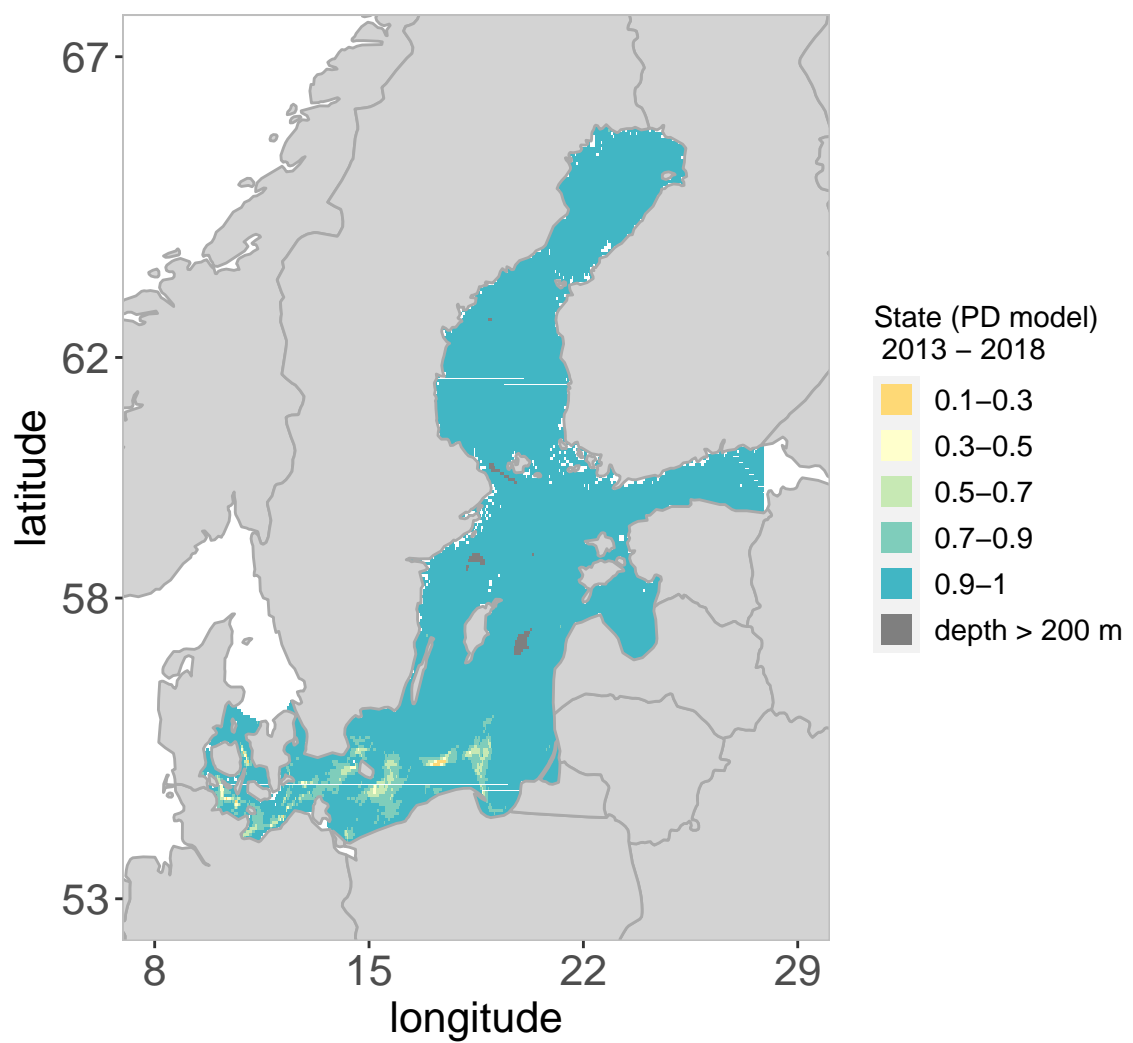 67
62
58
53
latitude
8 15 22 29
longitude
State (PD model)
2013 − 2018
0.1−0.3
0.3−0.5
0.5−0.7
0.7−0.9
0.9−1
depth > 200 m